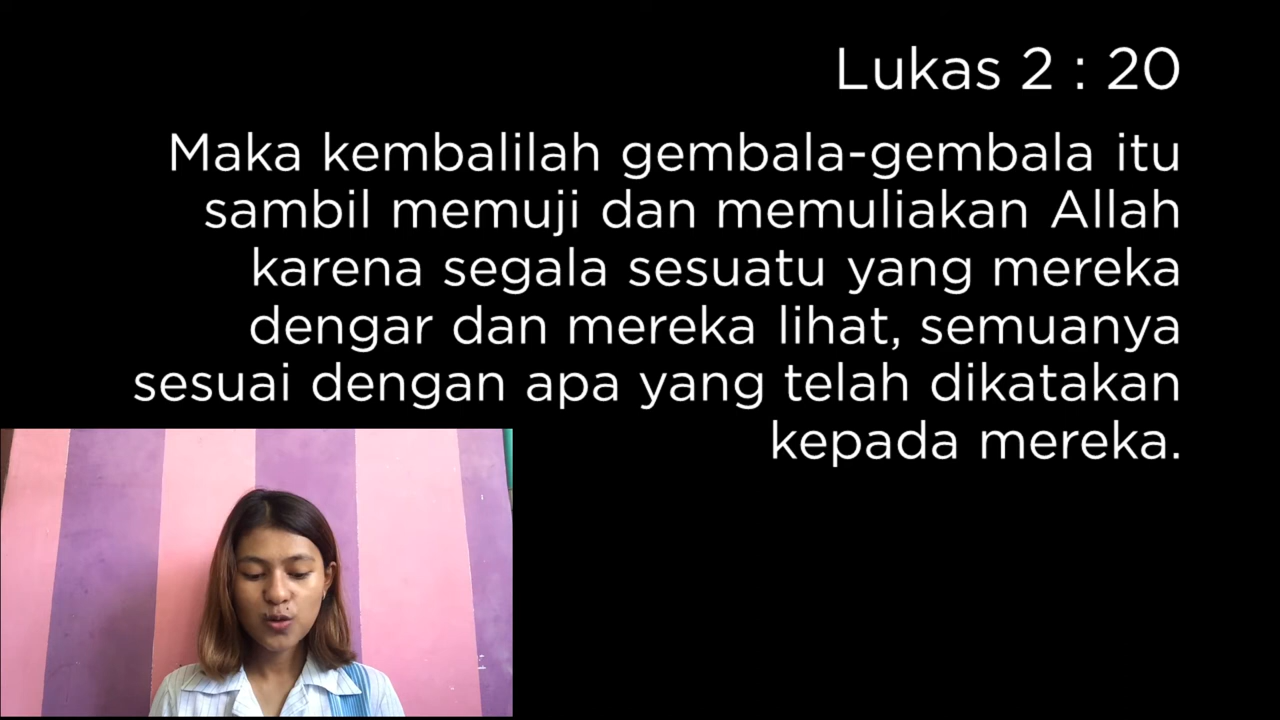 Lukas 2 : 20
Maka kembalilah gembala-gembala itu
sambil memuji dan memuliakan Allah
karena segala sesuatu yang mereka
dengar dan mereka lihat, semuanya
sesuai dengan apa yang telah dikatakan
kepada mereka.